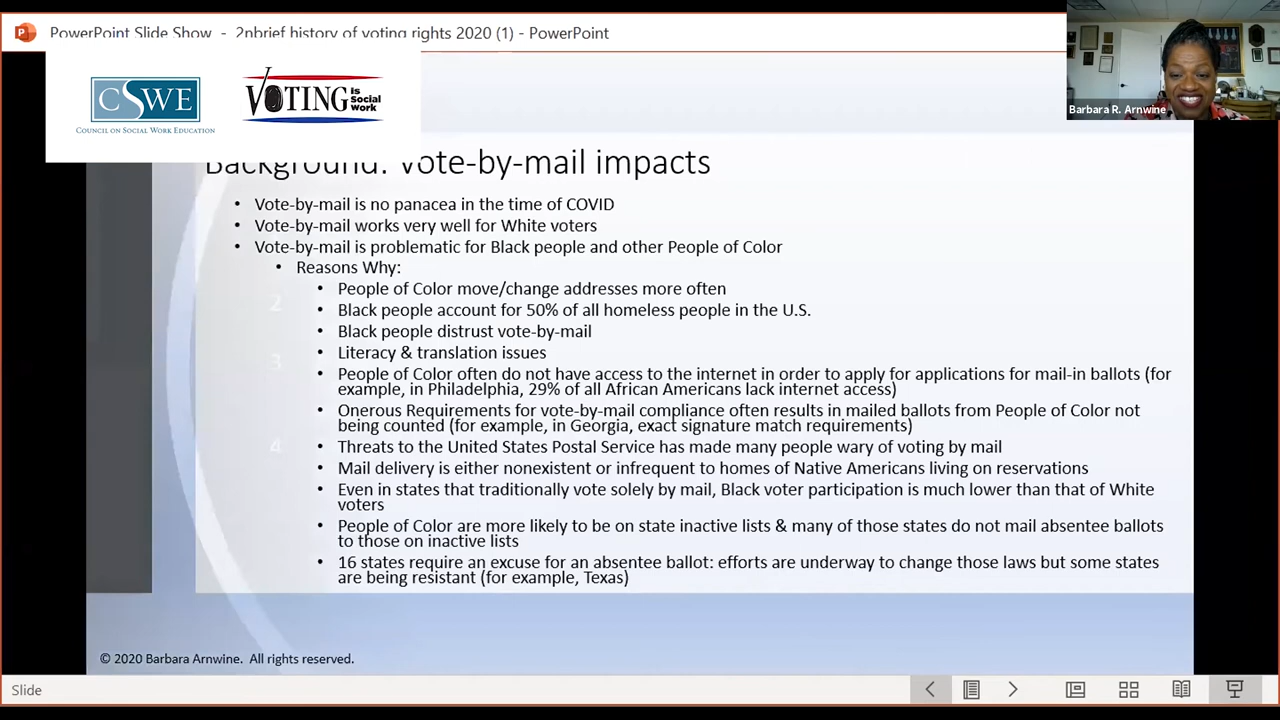 PowerPoint Slide Show - 2nbrief history of voting rights 2020 (1) - PowerPoint
CSWE
COUNCIL ON SOCIAL WORK EDUCATION
VOTING is Social Work
Barbara R. Arnwine
Background: Vote-by-mail impacts
• Vote-by-mail is no panacea in the time of COVID
• Vote-by-mail works very well for White voters
• Vote-by-mail is problematic for Black people and other People of Color
• Reasons Why:
• People of Color move/change addresses more often
2
• Black people account for 50% of all homeless people in the U.S.
• Black people distrust vote-by-mail
• Literacy & translation issues
3
• People of Color often do not have access to the internet in order to apply for applications for mail-in ballots (for
example, in Philadelphia, 29% of all African Americans lack internet access)
• Onerous Requirements for vote-by-mail compliance often results in mailed ballots from People of Color not
being counted (for example, in Georgia, exact signature match requirements)
4
• Threats to the United States Postal Service has made many people wary of voting by mail
• Mail delivery is either nonexistent or infrequent to homes of Native Americans living on reservations
• Even in states that traditionally vote solely by mail, Black voter participation is much lower than that of White
voters
• People of Color are more likely to be on state inactive lists & many of those states do not mail absentee ballots
to those on inactive lists
• 16 states require an excuse for an absentee ballot: efforts are underway to change those laws but some states
are being resistant (for example, Texas)
© 2020 Barbara Arnwine. All rights reserved.
Slide